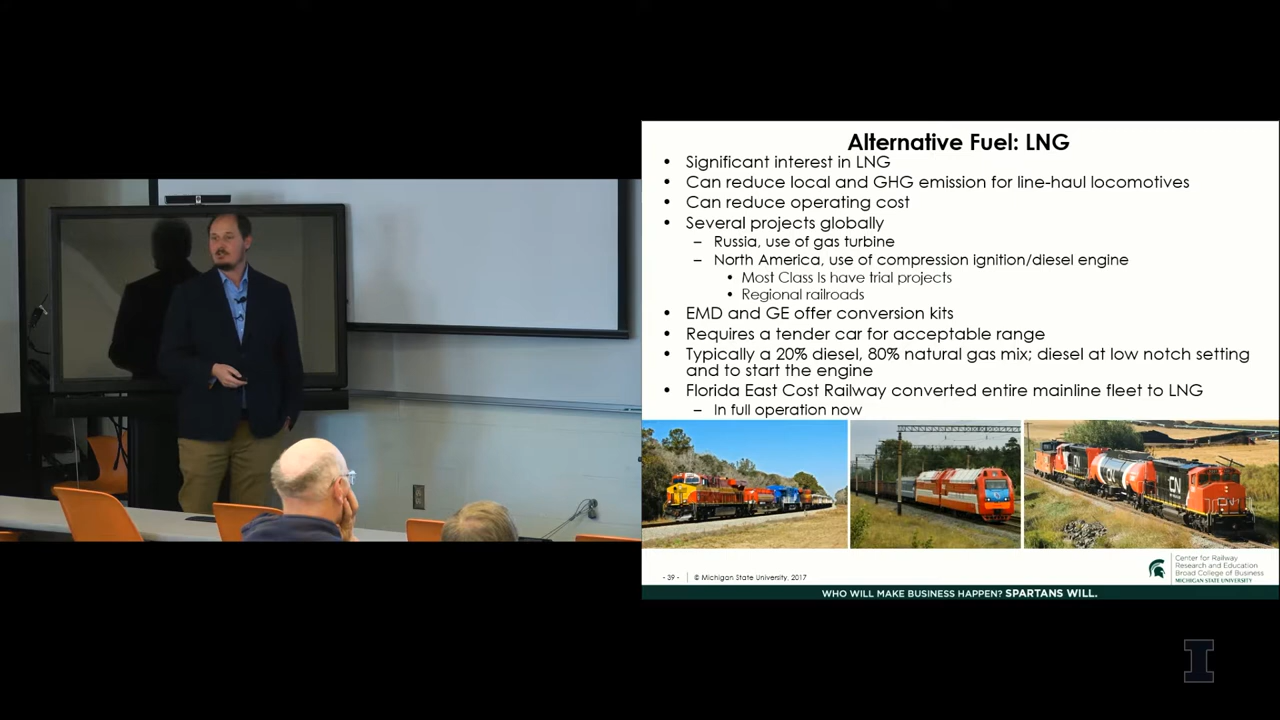 Alternative Fuel: LNG
• Significant interest in LNG
• Can reduce local and GHG emission for line-haul locomotives
• Can reduce operating cost
• Several projects globally
– Russia, use of gas turbine
– North America, use of compression ignition/diesel engine
• Most Class Is have trial projects
• Regional railroads
• EMD and GE offer conversion kits
• Requires a tender car for acceptable range
• Typically a 20% diesel, 80% natural gas mix; diesel at low notch setting
and to start the engine
• Florida East Cost Railway converted entire mainline fleet to LNG
– In full operation now
CN
CN
- 39 -
© Michigan State University, 2017
Center for Railway
Research and Education
Broad College of Business
MICHIGAN STATE UNIVERSITY
WHO WILL MAKE BUSINESS HAPPEN? SPARTANS WILL.
I